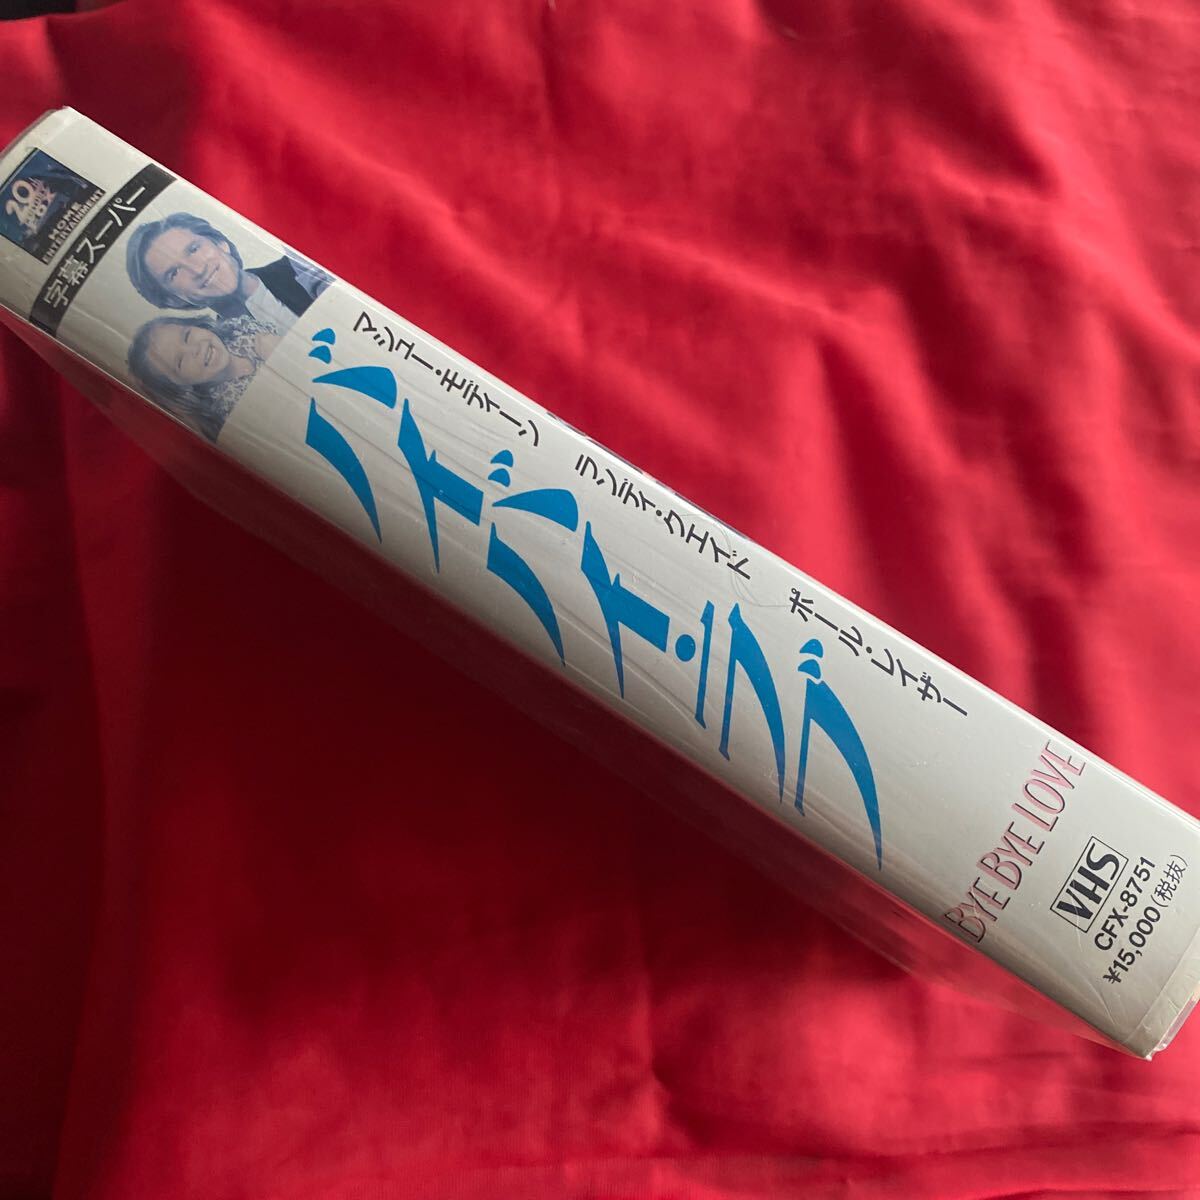 20
TH CENTURY
FOX
HOME
ENTERTAINMENT
字幕スーパー
マシュー・モディーン ランディ・クエイド ポール・レイザー
バイバイ・ラブ
BYE BYE LOVE
VHS
CFX-8751
¥15,000(税抜)